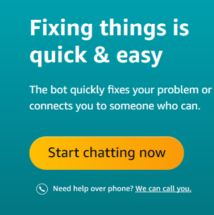 Fixing things is
quick & easy
The bot quickly fixes your problem or
connects you to someone who can.
Start chatting now
Need help over phone? We can call you.